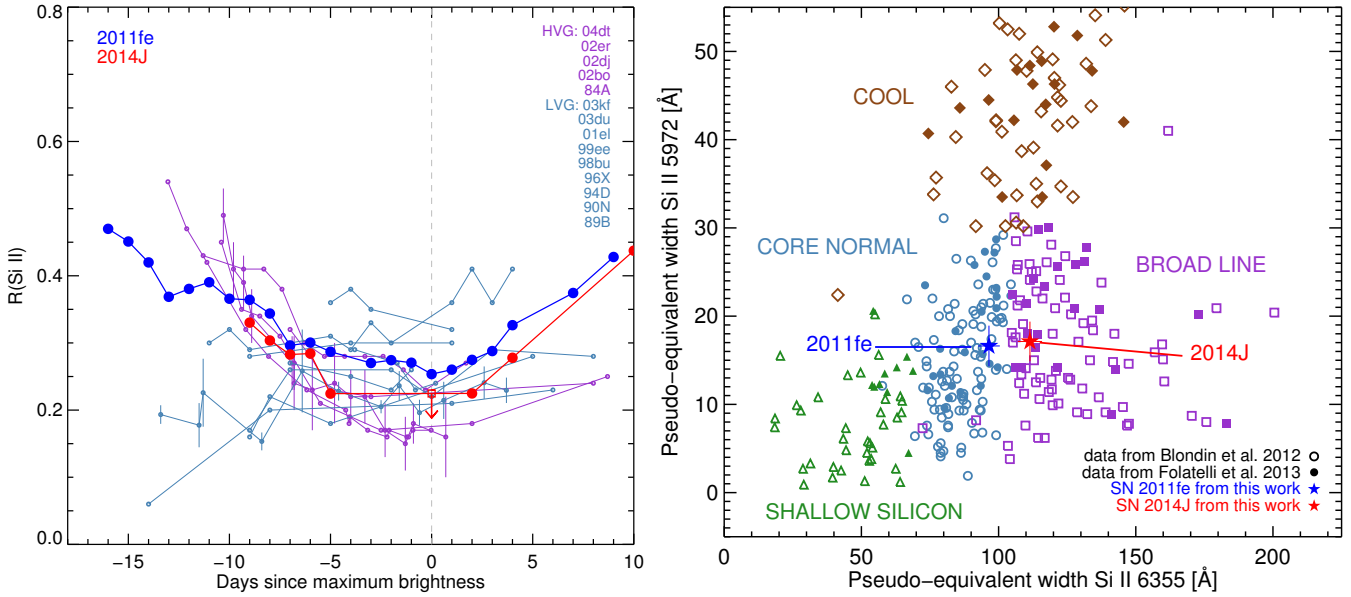 0.8
0.6
0.4
0.2
0.0
R(Si II)
2011fe
2014J
HVG: 04dt
02er
02dj
02bo
84A
LVG: 03kf
03du
01el
99ee
98bu
96X
94D
90N
89B
−15
−10
−5
0
5
10
Days since maximum brightness
50
40
30
20
10
0
Pseudo−equivalent width Si II 5972 [Å]
COOL
CORE NORMAL
BROAD LINE
2011fe
2014J
SHALLOW SILICON
data from Blondin et al. 2012
data from Folatelli et al. 2013
SN 2011fe from this work
SN 2014J from this work
0
50
100
150
200
Pseudo−equivalent width Si II 6355 [Å]